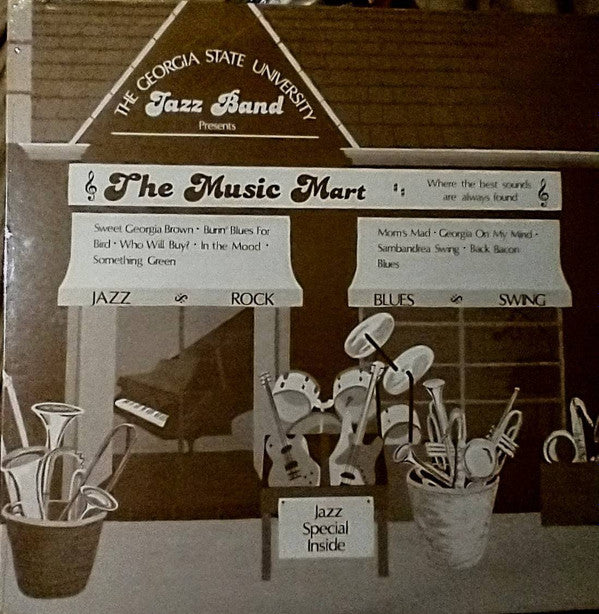 THE GEORGIA STATE UNIVERSITY
Jazz Band
Presents
The Music Mart
Where the best sounds
are always found
Sweet Georgia Brown · Burn' Blues For
Bird · Who Will Buy? · In the Mood ·
Something Green
Mom's Mad · Georgia On My Mind ·
Sambandrea Swing · Back Bacon
Blues
JAZZ ROCK
BLUES SWING
Jazz
Special
Inside